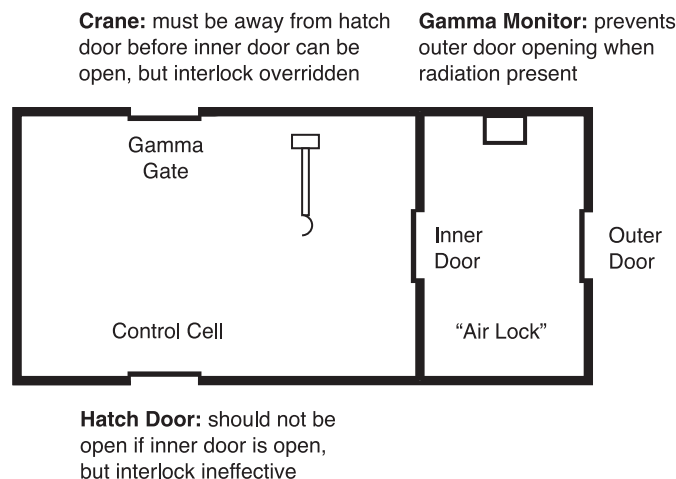 Crane: must be away from hatch
door before inner door can be
open, but interlock overridden
Gamma Monitor: prevents
outer door opening when
radiation present
Gamma
Gate
Inner
Door
Outer
Door
Control Cell
“Air Lock”
Hatch Door: should not be
open if inner door is open,
but interlock ineffective